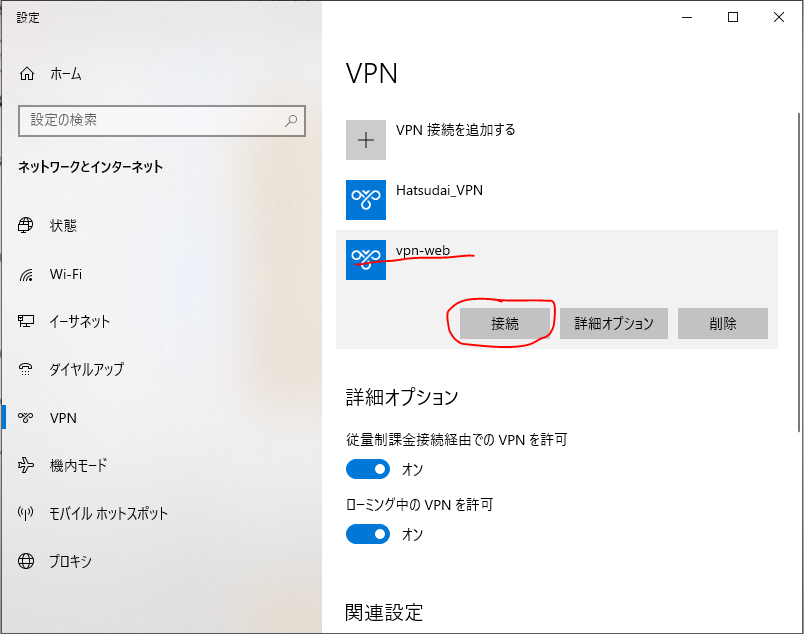 設定
ホーム
設定の検索
ネットワークとインターネット
状態
Wi-Fi
イーサネット
ダイヤルアップ
VPN
機内モード
モバイル ホットスポット
プロキシ
VPN
VPN 接続を追加する
Hatsudai_VPN
vpn-web
接続
詳細オプション
削除
詳細オプション
従量制課金接続経由での VPN を許可
オン
ローミング中の VPN を許可
オン
関連設定